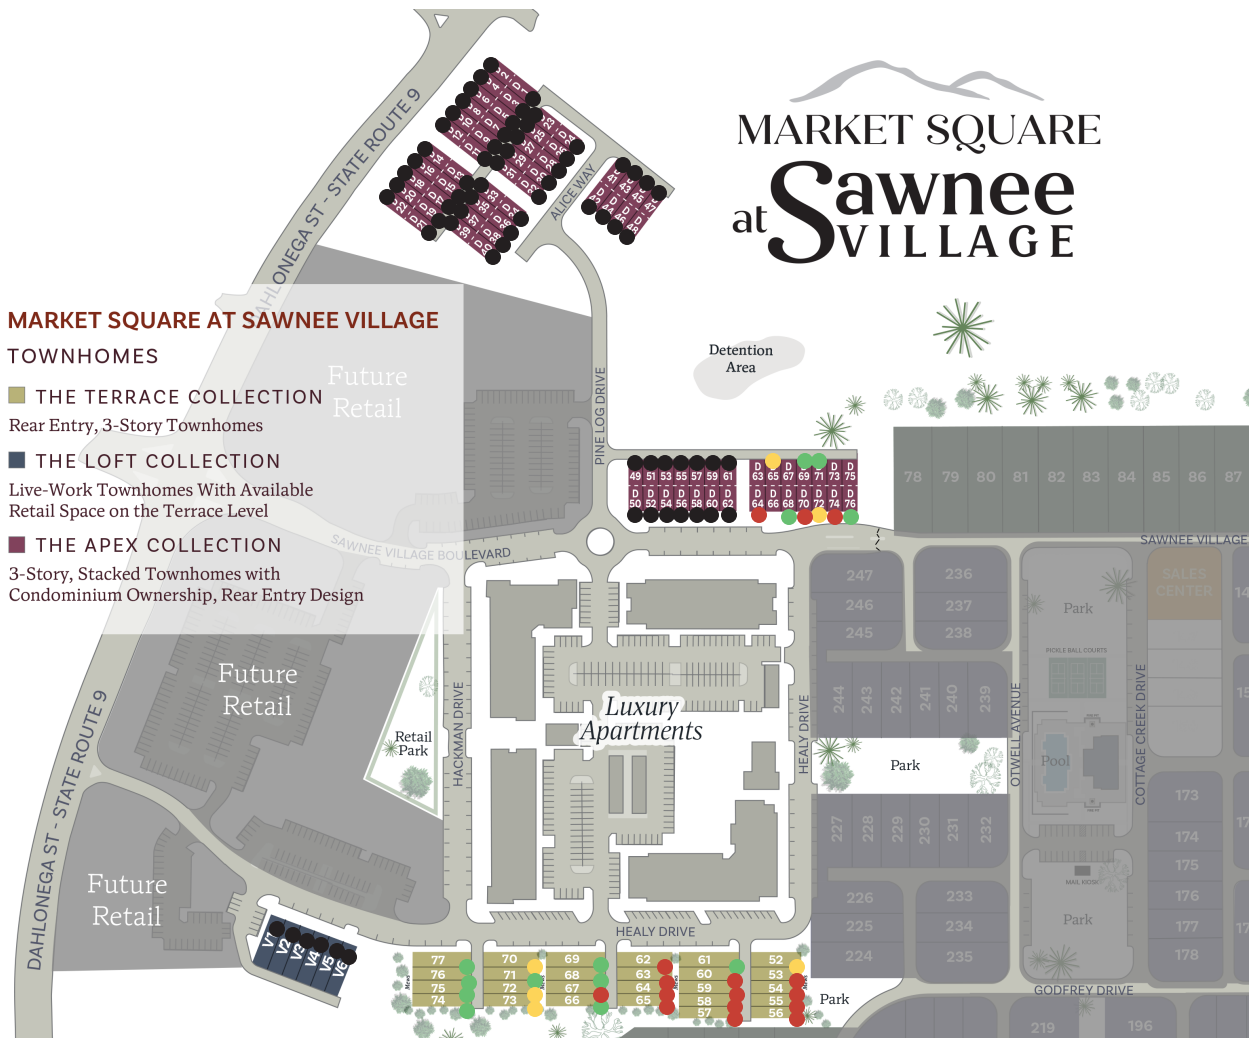 MARKET SQUARE
at Sawnee
VILLAGE
DAHLONEGA ST - STATE ROUTE 9
ALICE WAY
MARKET SQUARE AT SAWNEE VILLAGE
TOWNHOMES
THE TERRACE COLLECTION
Rear Entry, 3-Story Townhomes
THE LOFT COLLECTION
Live-Work Townhomes With Available
Retail Space on the Terrace Level
THE APEX COLLECTION
3-Story, Stacked Townhomes with
Condominium Ownership, Rear Entry Design
Future
Retail
Detention
Area
PINE LOG DRIVE
49 51 53 55 57 59 61
D D D D D D D
50 52 54 56 58 60 62
D D D D D
63 65 67 69 71 73 75
D D D D D D D
64 66 68 70 72 74 76
78 79 80 81 82 83 84 85 86 87
SAWNEE VILLAGE BOULEVARD
SAWNEE VILLAGE
247
246
245
236
237
238
244 243 242 241 240 239
Park
PICKLE BALL COURTS
Pool
SALES
CENTER
OTWELL AVENUE
COTTAGE CREEK DRIVE
Future
Retail
Retail
Park
HACKMAN DRIVE
Luxury
Apartments
HEALY DRIVE
Park
227 228 229 230 231 232
226
225
224
233
234
235
MAIL KIOSK
Park
173
174
175
176
177
178
DAHLONEGA ST - STATE ROUTE 9
Future
Retail
V1 V2 V3 V4 V5 V6
HEALY DRIVE
77
76
75
74
70
71
72
73
69
68
67
66
62
63
64
65
61
60
59
58
57
52
53
54
55
56
Park
GODFREY DRIVE
219
196